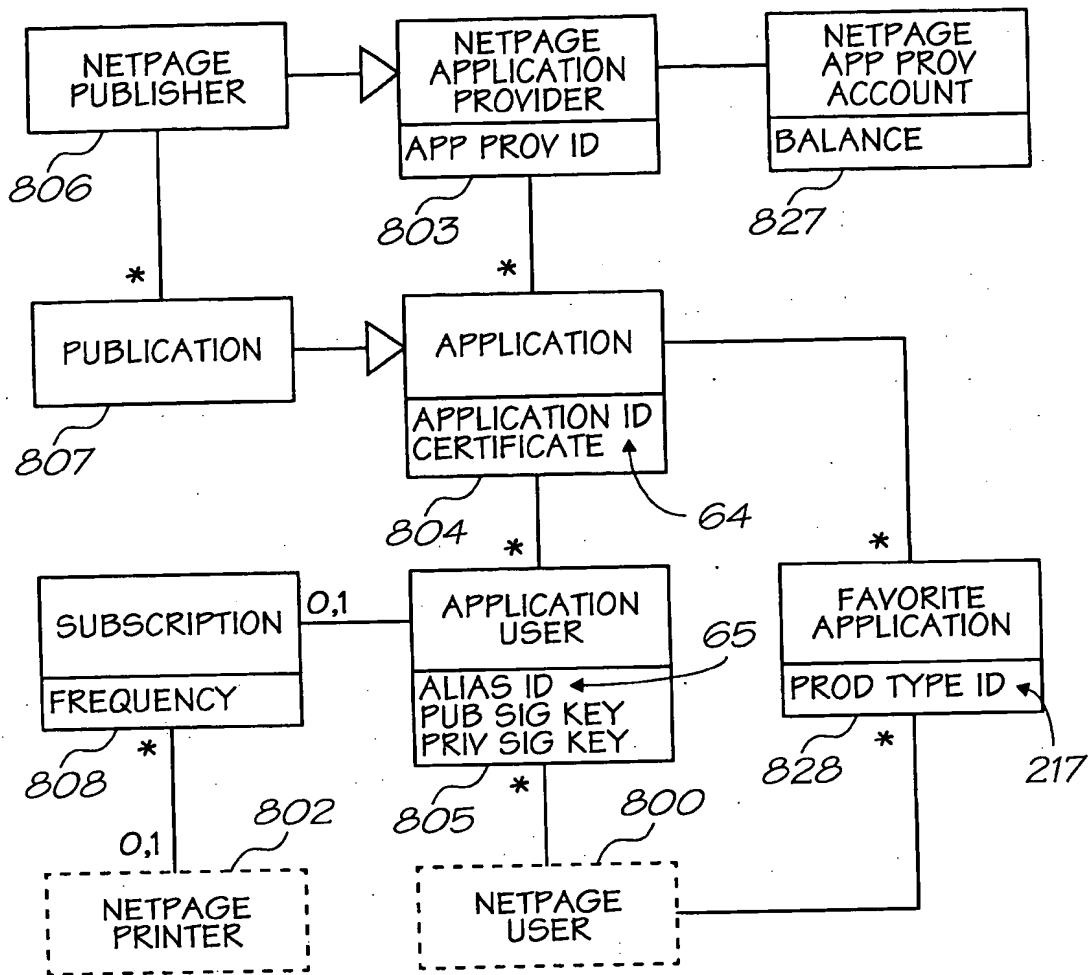 NETPAGE
PUBLISHER
806
NETPAGE
APPLICATION
PROVIDER
APP PROV ID
803
NETPAGE
APP PROV
ACCOUNT
BALANCE
827
*
*
PUBLICATION
807
APPLICATION
APPLICATION ID
CERTIFICATE
804
64
*
*
SUBSCRIPTION
FREQUENCY
808
0,1
APPLICATION
USER
ALIAS ID
PUB SIG KEY
PRIV SIG KEY
805
65
FAVORITE
APPLICATION
PROD TYPE ID
828
217
*
*
*
0,1
802
NETPAGE
PRINTER
800
NETPAGE
USER